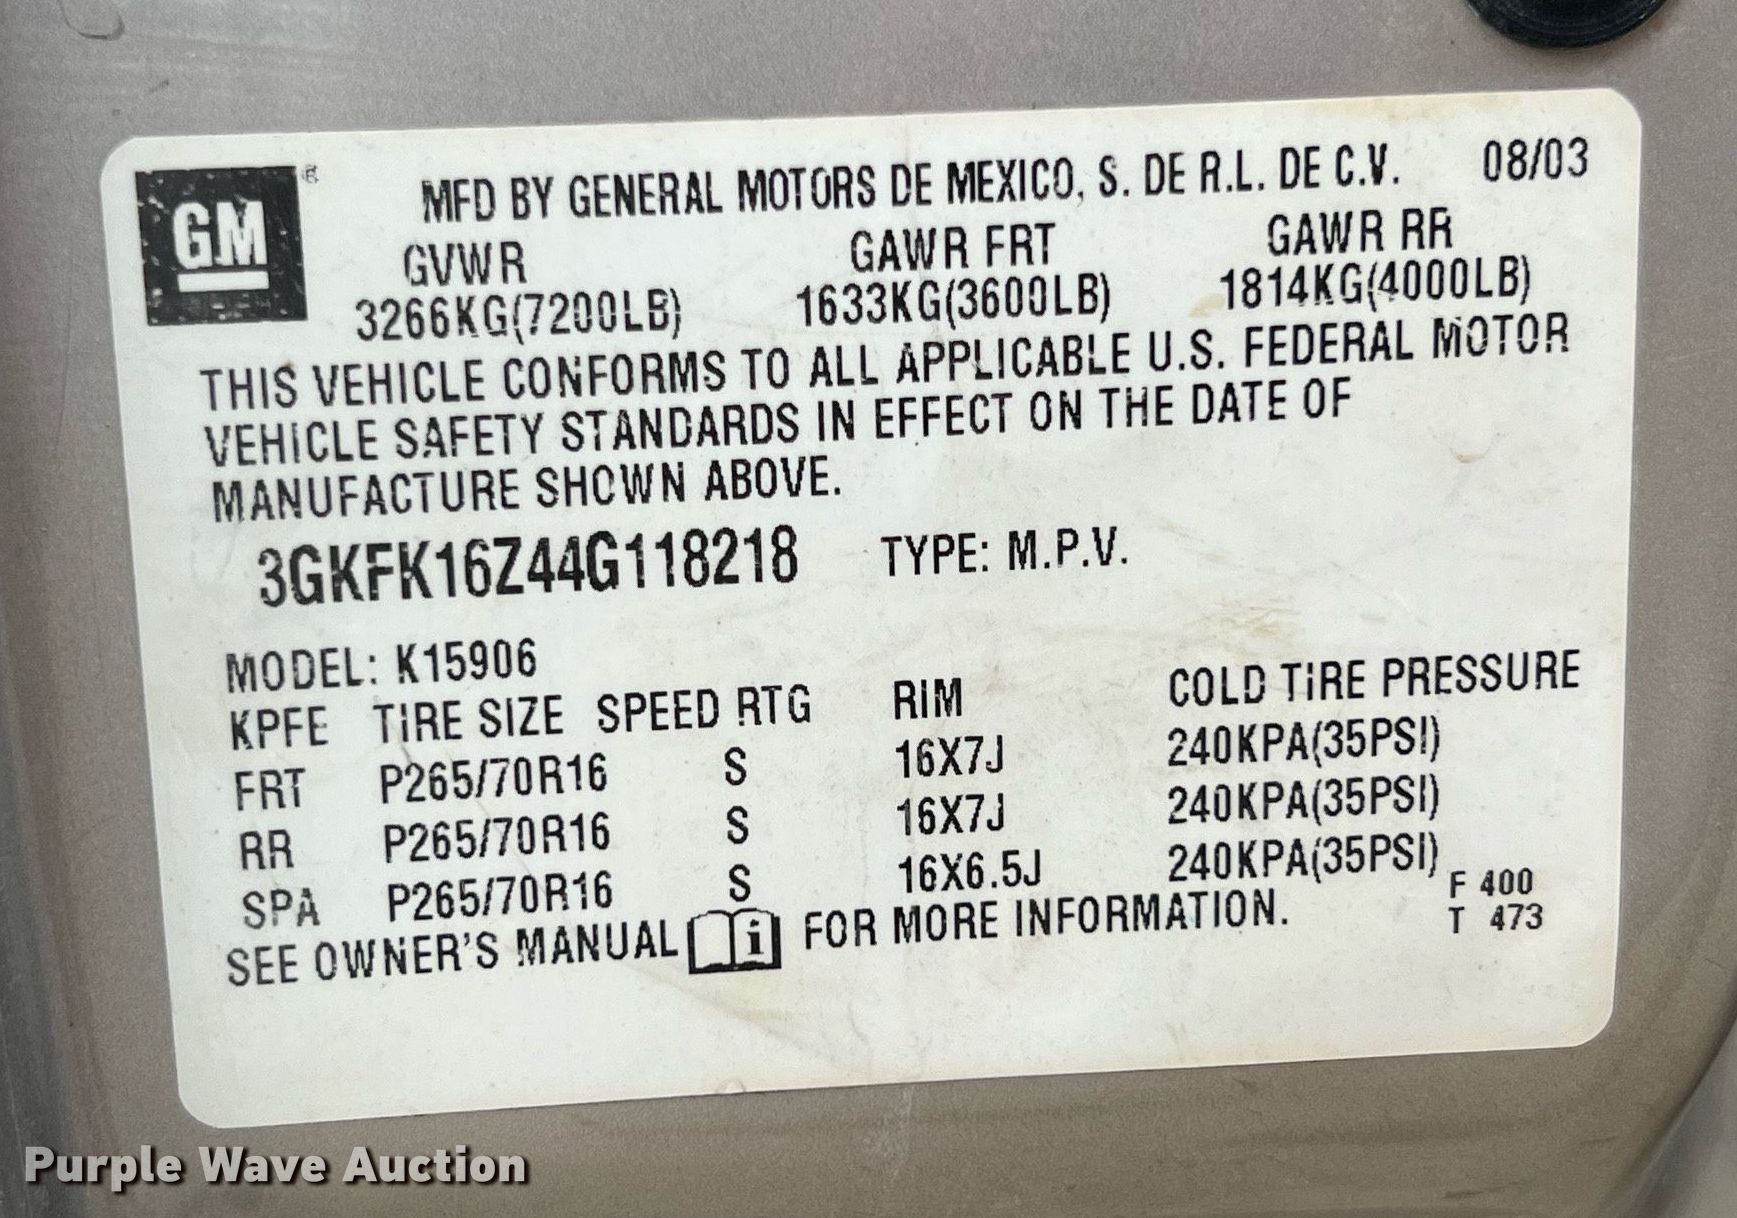 GM ®
MFD BY GENERAL MOTORS DE MEXICO, S. DE R.L. DE C.V. 08/03
GVWR GAWR FRT GAWR RR
3266KG(7200LB) 1633KG(3600LB) 1814KG(4000LB)
THIS VEHICLE CONFORMS TO ALL APPLICABLE U.S. FEDERAL MOTOR
VEHICLE SAFETY STANDARDS IN EFFECT ON THE DATE OF
MANUFACTURE SHOWN ABOVE.
3GKFK16Z44G118218 TYPE: M.P.V.
MODEL: K15906
KPFE TIRE SIZE SPEED RTG RIM COLD TIRE PRESSURE
FRT P265/70R16 S 16X7J 240KPA(35PSI)
RR P265/70R16 S 16X7J 240KPA(35PSI)
SPA P265/70R16 S 16X6.5J 240KPA(35PSI)
SEE OWNER'S MANUAL i FOR MORE INFORMATION.
F 400
T 473
Purple Wave Auction